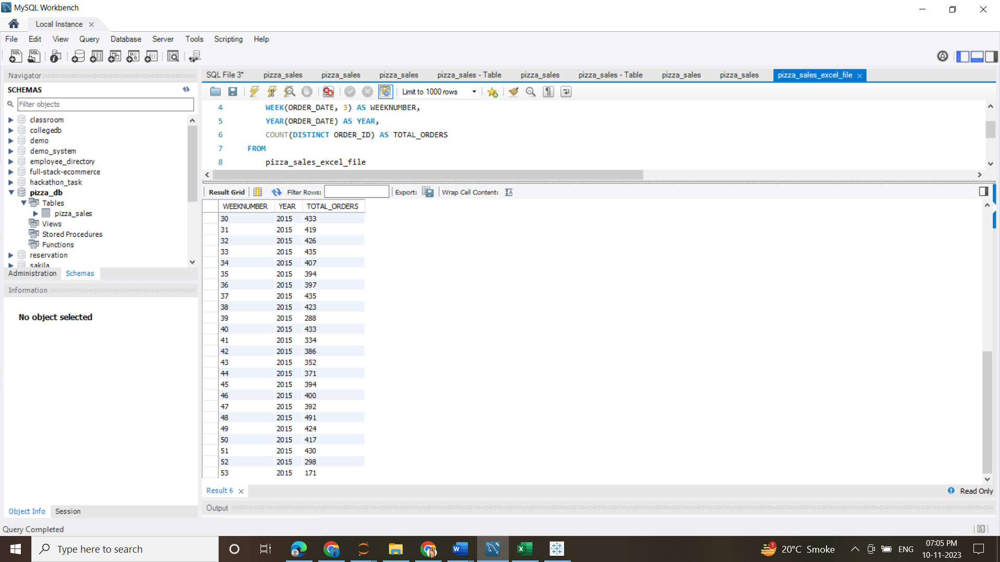 MySQL Workbench
Local Instance
File Edit View Query Database Server Tools Scripting Help
Navigator
SCHEMAS
Filter objects
classroom
collegedb
demo
demo_system
employee_directory
full-stack-ecommerce
hackathon_task
pizza_db
Tables
pizza_sales
Views
Stored Procedures
Functions
reservation
sakila
Administration Schemas
Information
No object selected
Object Info Session
SQL File 3* pizza_sales pizza_sales pizza_sales pizza_sales - Table pizza_sales pizza_sales - Table pizza_sales pizza_sales pizza_sales_excel_file
Limit to 1000 rows
4 WEEK(ORDER_DATE, 3) AS WEEKNUMBER,
5 YEAR(ORDER_DATE) AS YEAR,
6 COUNT(DISTINCT ORDER_ID) AS TOTAL_ORDERS
7 FROM
8 pizza_sales_excel_file
Result Grid Filter Rows: Export: Wrap Cell Content:
WEEKNUMBER YEAR TOTAL_ORDERS
30 2015 433
31 2015 419
32 2015 426
33 2015 435
34 2015 407
35 2015 394
36 2015 397
37 2015 435
38 2015 423
39 2015 288
40 2015 433
41 2015 334
42 2015 386
43 2015 352
44 2015 371
45 2015 394
46 2015 400
47 2015 392
48 2015 491
49 2015 424
50 2015 417
51 2015 430
52 2015 298
53 2015 171
Result 6 Read Only
Output
Query Completed
Type here to search
1 20°C Smoke ENG 07:05 PM
10-11-2023